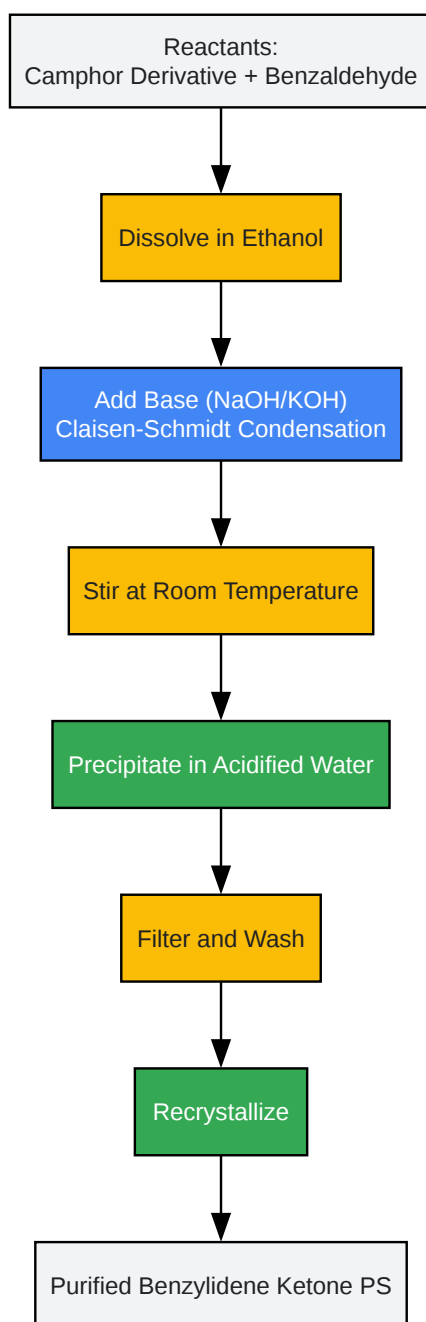 Reactants:
Camphor Derivative + Benzaldehyde
Dissolve in Ethanol
Add Base (NaOH/KOH)
Claisen-Schmidt Condensation
Stir at Room Temperature
Precipitate in Acidified Water
Filter and Wash
Recrystallize
Purified Benzylidene Ketone PS